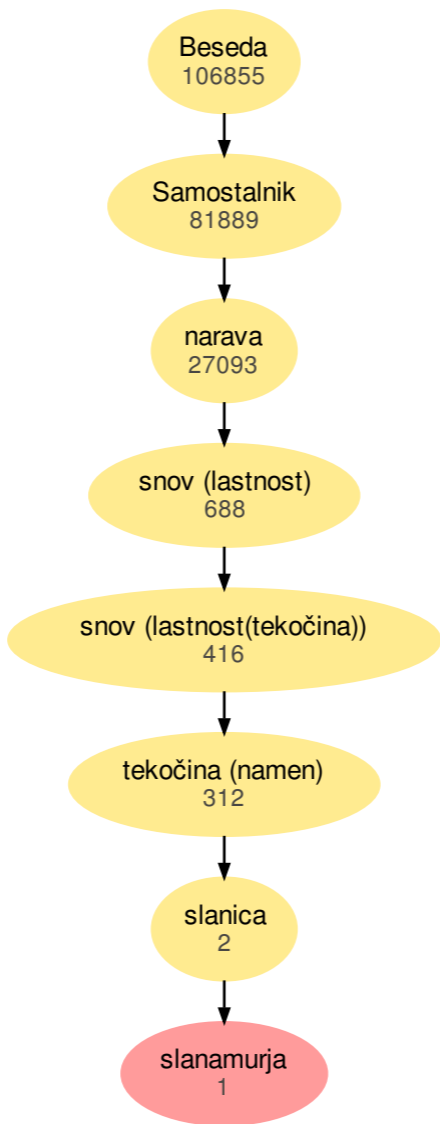 Beseda
106855
Samostalnik
81889
narava
27093
snov (lastnost)
688
snov (lastnost(tekočina))
416
tekočina (namen)
312
slanica
2
slanamurja
1